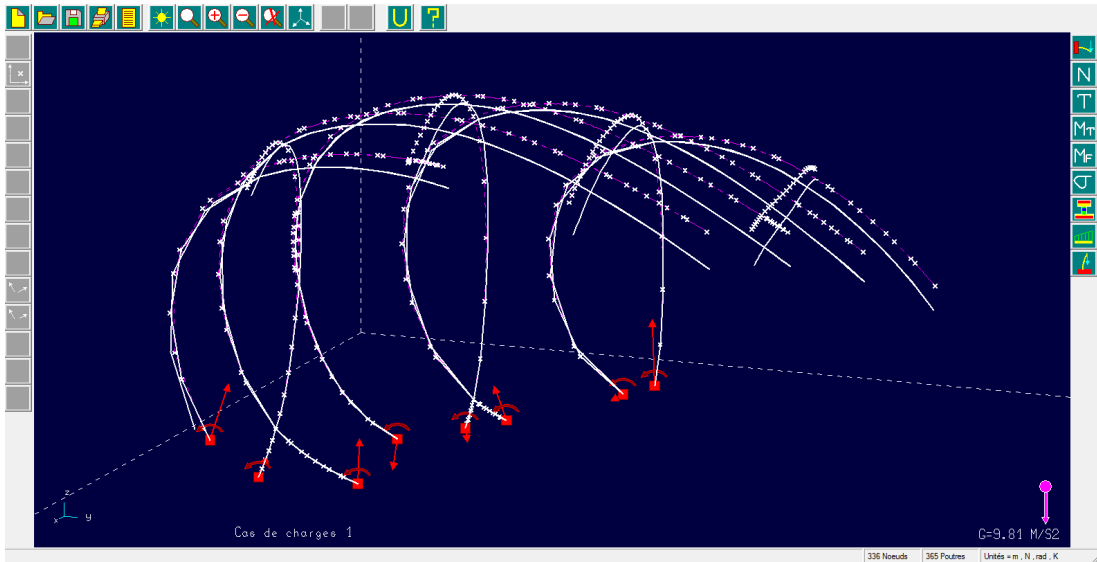 N
T
MT
MF
σ
U
?
z
x y
Cas de charges 1
G=9.81 M/S2
336 Noeuds 365 Poutres Unités = m , N , rad , K